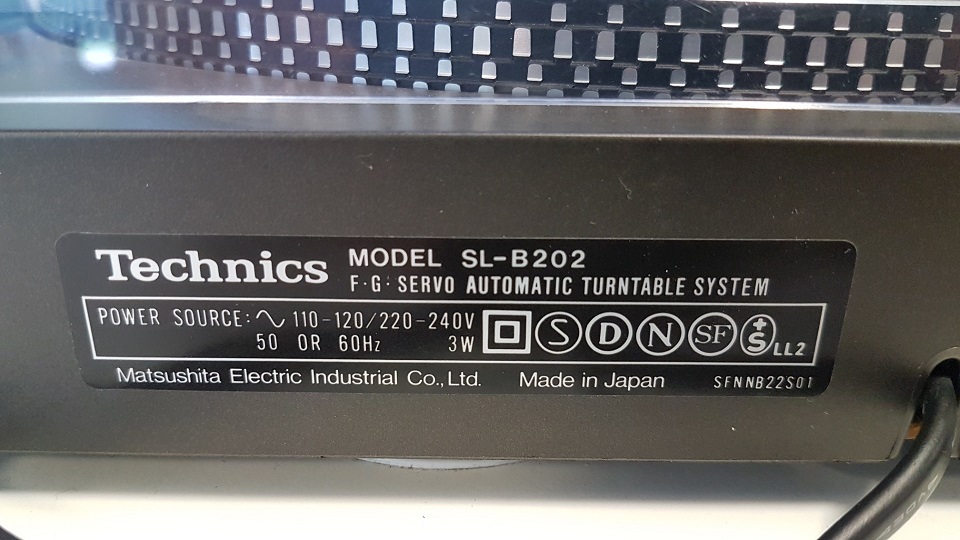 Technics MODEL SL-B202
F·G· SERVO AUTOMATIC TURNTABLE SYSTEM
POWER SOURCE: ∿ 110-120/220-240V
50 OR 60Hz 3W
S D N SF +S LL2
Matsushita Electric Industrial Co., Ltd. Made in Japan SFNNB22S01